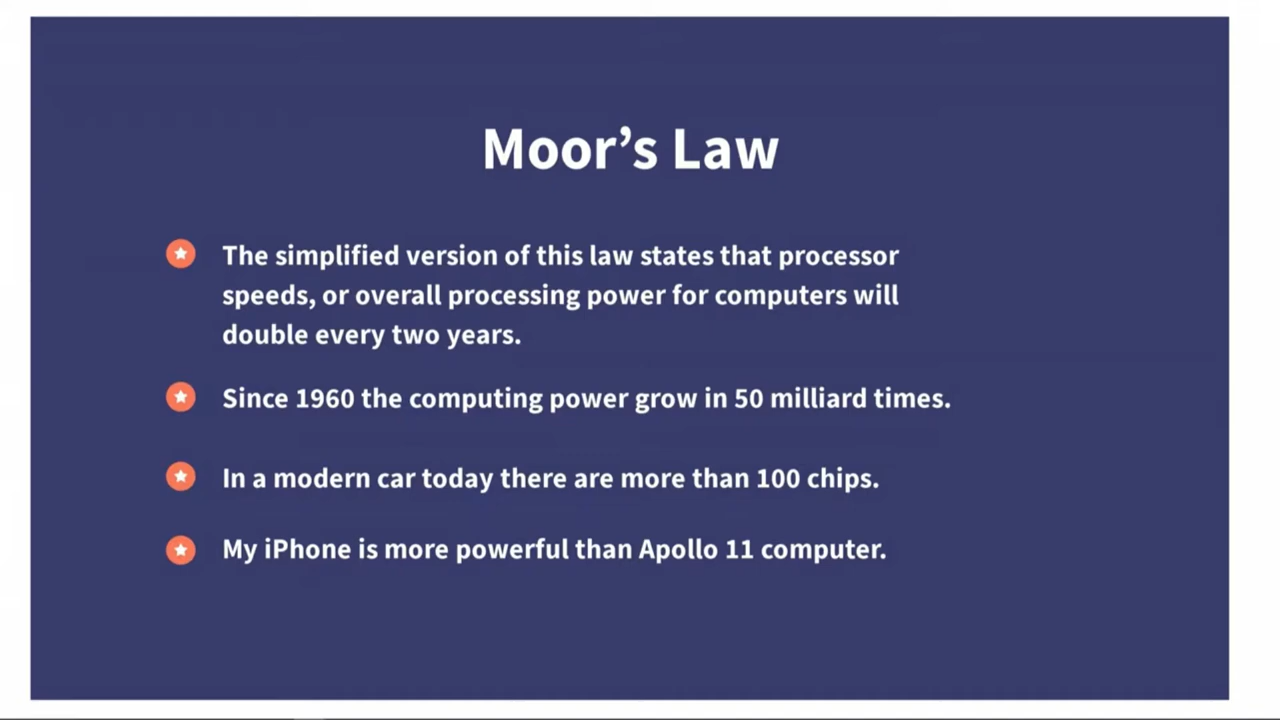 Moor’s Law
The simplified version of this law states that processor
speeds, or overall processing power for computers will
double every two years.
Since 1960 the computing power grow in 50 milliard times.
In a modern car today there are more than 100 chips.
My iPhone is more powerful than Apollo 11 computer.